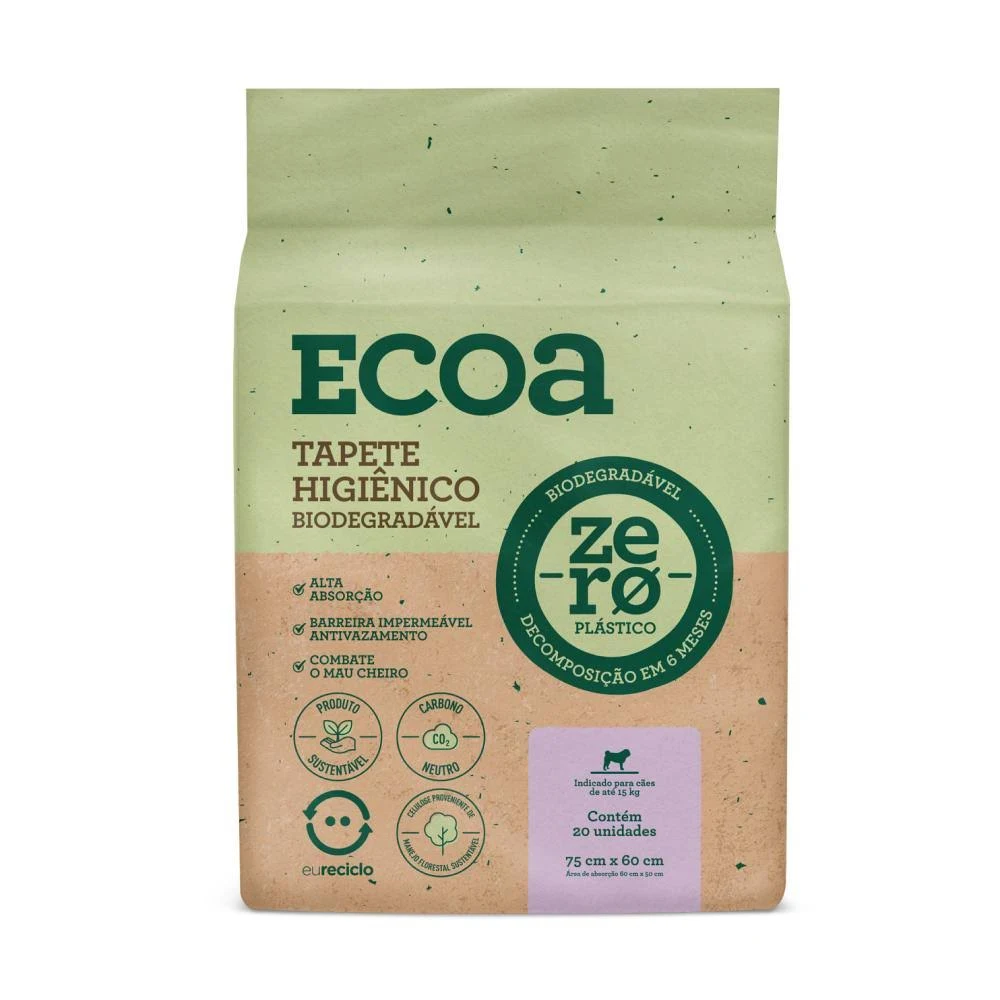 ECOA
TAPETE
HIGIÊNICO
BIODEGRADÁVEL
BIODEGRADÁVEL
zero
PLÁSTICO
DECOMPOSIÇÃO EM 6 MESES
ALTA
ABSORÇÃO
BARREIRA IMPERMEÁVEL
ANTIVAZAMENTO
COMBATE
O MAU CHEIRO
PRODUTO
SUSTENTÁVEL
CARBONO
CO₂
NEUTRO
eureciclo
CELULOSE PROVENIENTE DE
MANEJO FLORESTAL SUSTENTÁVEL
Indicado para cães
de até 15 kg
Contém
20 unidades
75 cm x 60 cm
Área de absorção 60 cm x 50 cm